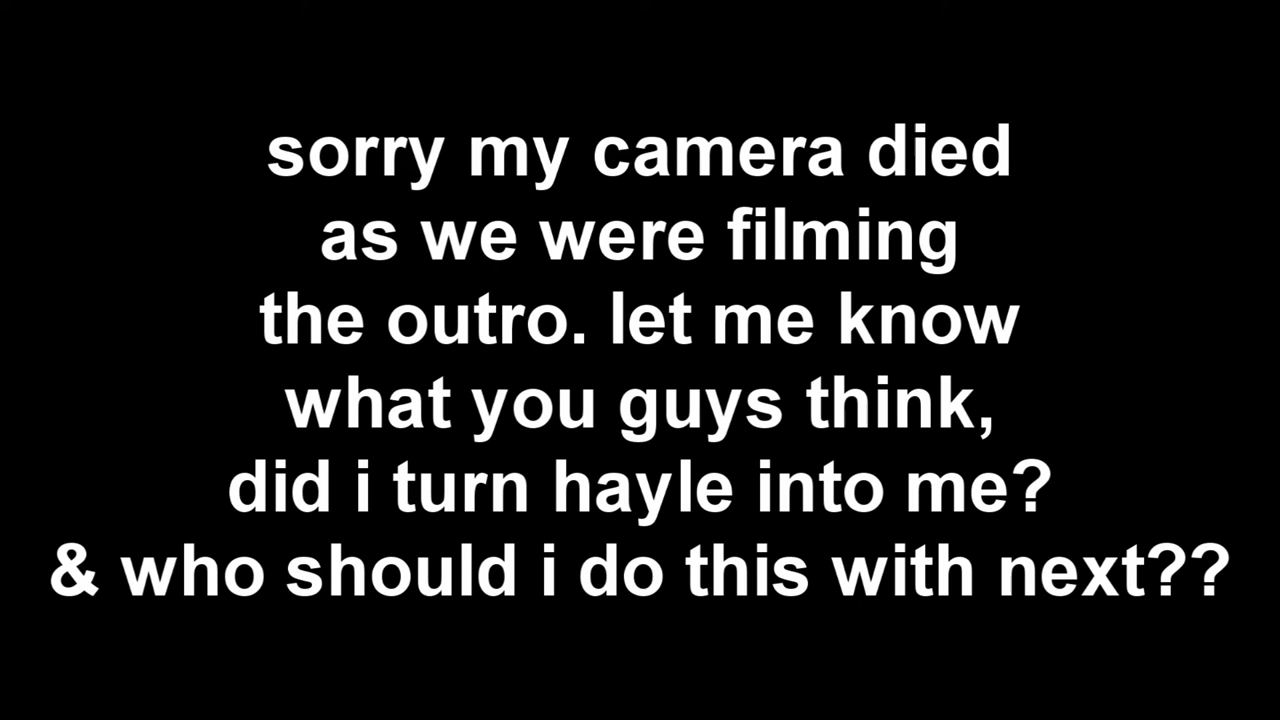 sorry my camera died
as we were filming
the outro. let me know
what you guys think,
did i turn hayle into me?
& who should i do this with next??